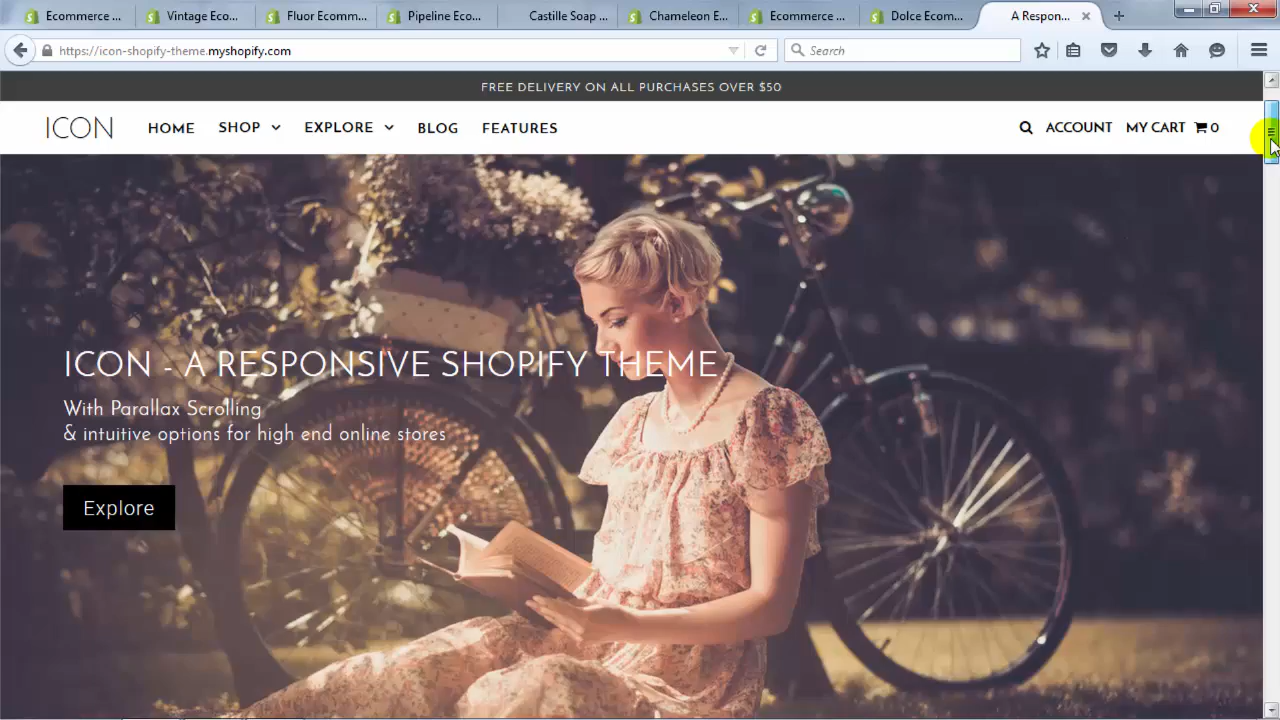 Ecommerce ...
Vintage Eco...
Fluor Ecomm...
Pipeline Eco...
Castille Soap ...
Chameleon E...
Ecommerce ...
Dolce Ecom...
A Respon...
https://icon-shopify-theme.myshopify.com
Search
FREE DELIVERY ON ALL PURCHASES OVER $50
ICON HOME SHOP EXPLORE BLOG FEATURES ACCOUNT MY CART 0
ICON - A RESPONSIVE SHOPIFY THEME
With Parallax Scrolling
& intuitive options for high end online stores
Explore